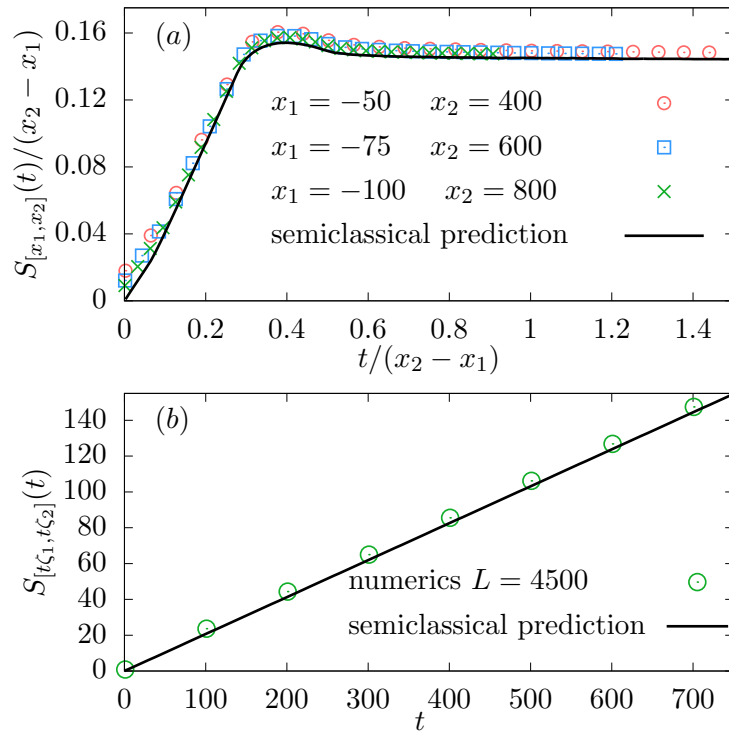 (a)
S[x1,x2](t)/(x2 − x1)
0.16
0.12
0.08
0.04
0
x1 = −50 x2 = 400
x1 = −75 x2 = 600
x1 = −100 x2 = 800
semiclassical prediction
0 0.2 0.4 0.6 0.8 1 1.2 1.4
t/(x2 − x1)
(b)
S[tζ1,tζ2](t)
140
120
100
80
60
40
20
0
numerics L = 4500
semiclassical prediction
0 100 200 300 400 500 600 700
t